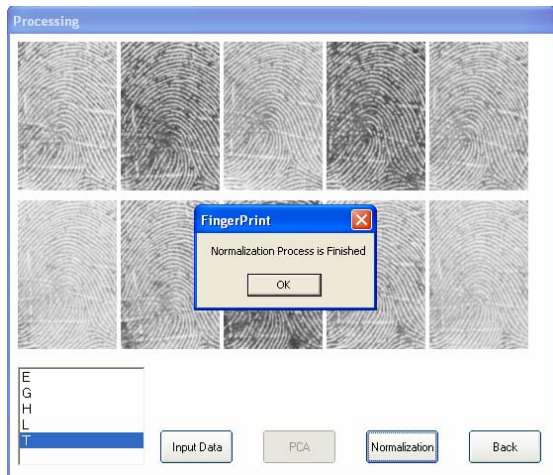 Processing
FingerPrint
Normalization Process is Finished
OK
E
G
H
L
T
Input Data
PCA
Normalization
Back